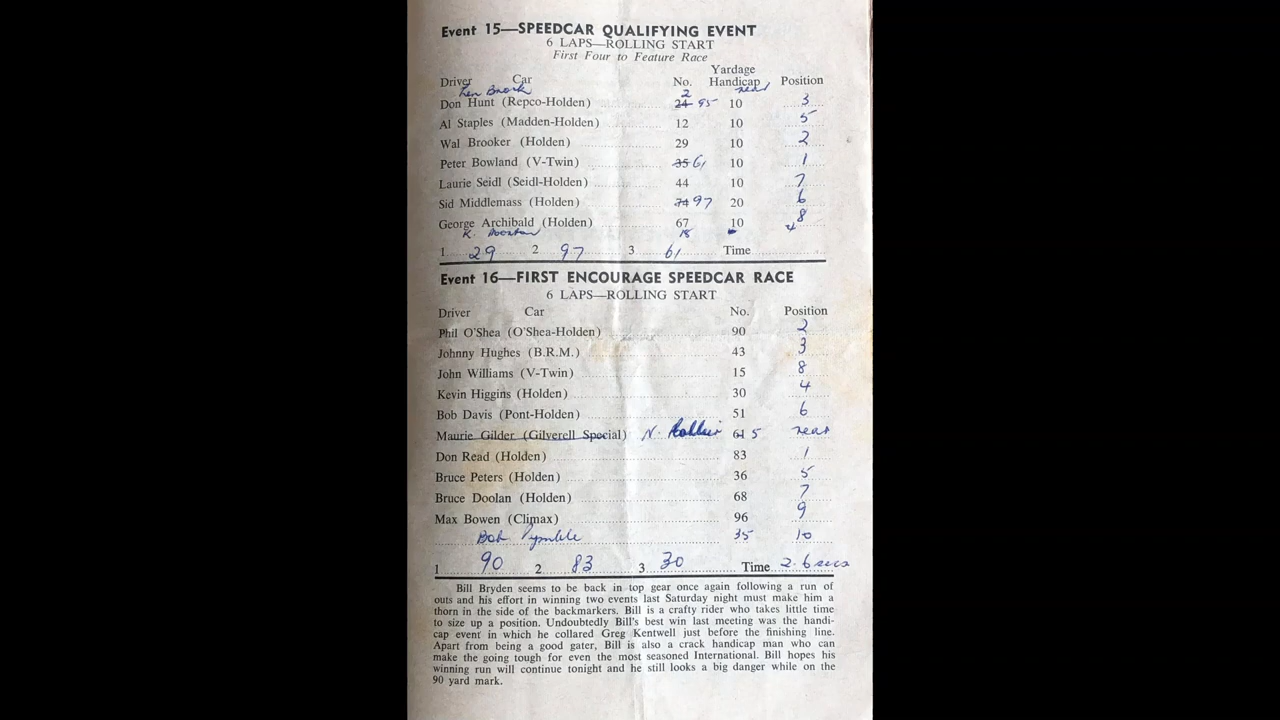 Event 15—SPEEDCAR QUALIFYING EVENT
6 LAPS—ROLLING START
First Four to Feature Race
Yardage
Driver Car No. Handicap Position
2 rear
Don Hunt (Repco-Holden) 24 95 10 3
Al Staples (Madden-Holden) 12 10 5
Wal Brooker (Holden) 29 10 2
Peter Bowland (V-Twin) 35 61 10 1
Laurie Seidl (Seidl-Holden) 44 10 7
Sid Middlemass (Holden) 74 97 20 6
George Archibald (Holden) 67 10 8
K. 18 4
1 29 2 97 3 61 Time
Event 16—FIRST ENCOURAGE SPEEDCAR RACE
6 LAPS—ROLLING START
Driver Car No. Position
Phil O'Shea (O'Shea-Holden) 90 2
Johnny Hughes (B.R.M.) 43 3
John Williams (V-Twin) 15 8
Kevin Higgins (Holden) 30 4
Bob Davis (Pont-Holden) 51 6
Maurie Gilder (Gilverell Special) N. 61 5 rear
Don Read (Holden) 83 1
Bruce Peters (Holden) 36 5
Bruce Doolan (Holden) 68 7
Max Bowen (Climax) 96 9
Bob Pymble 35 10
1 90 2 83 3 30 Time 2.6 secs
Bill Bryden seems to be back in top gear once again following a run of
outs and his effort in winning two events last Saturday night must make him a
thorn in the side of the backmarkers. Bill is a crafty rider who takes little time
to size up a position. Undoubtedly Bill's best win last meeting was the handi-
cap event in which he collared Greg Kentwell just before the finishing line.
Apart from being a good gater, Bill is also a crack handicap man who can
make the going tough for even the most seasoned International. Bill hopes his
winning run will continue tonight and he still looks a big danger while on the
90 yard mark.